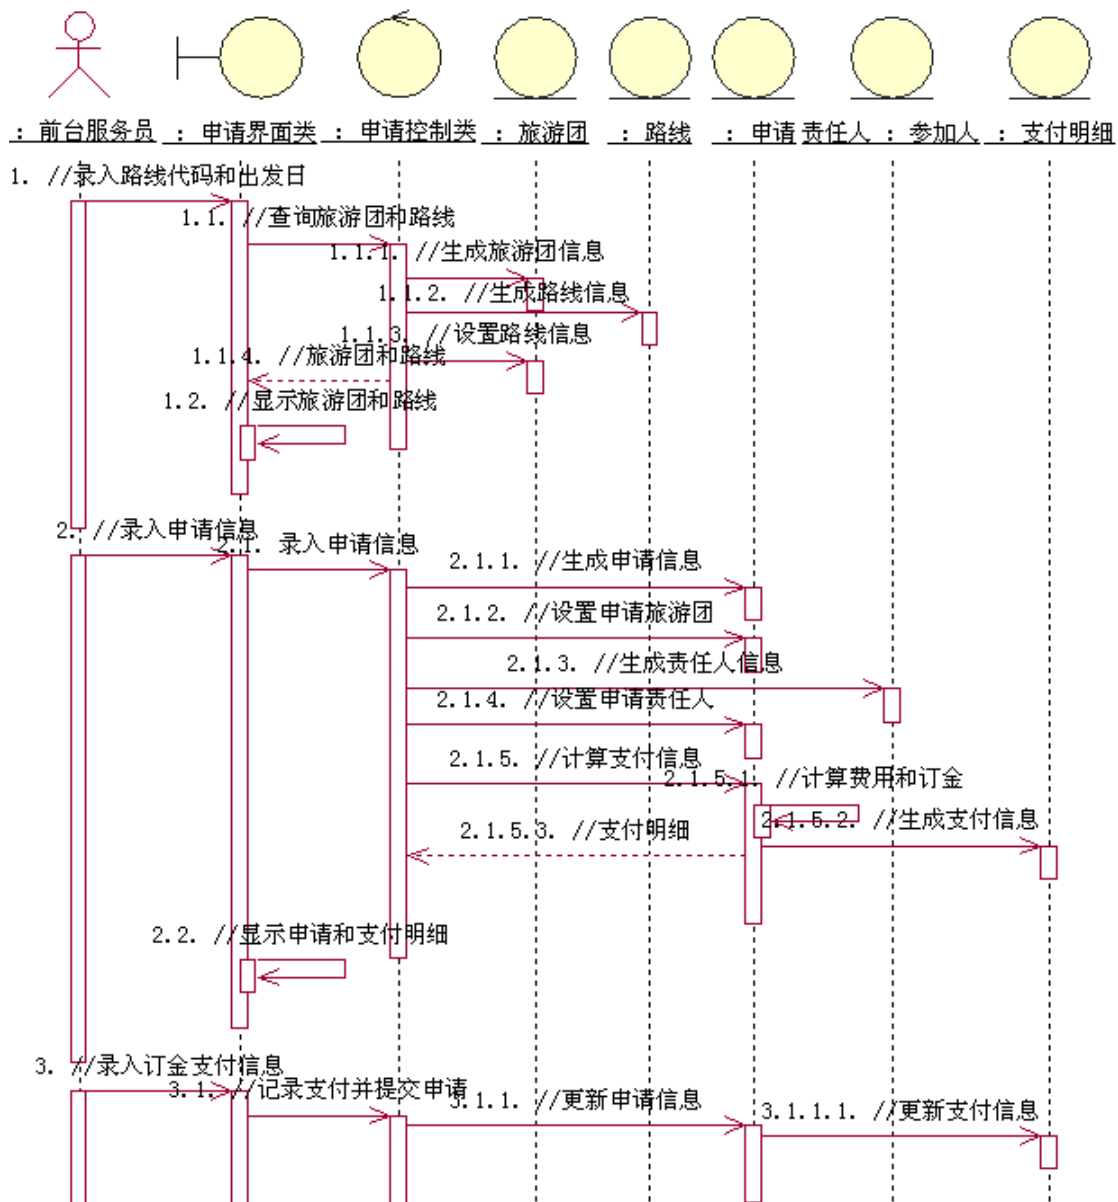 : 前台服务员 : 申请界面类 : 申请控制类 : 旅游团 : 路线 : 申请 责任人 : 参加人 : 支付明细
1. //录入路线代码和出发日
1.1. //查询旅游团和路线
1.1.1. //生成旅游团信息
1.1.2. //生成路线信息
1.1.3. //设置路线信息
1.1.4. //旅游团和路线
1.2. //显示旅游团和路线
2. //录入申请信息
2.1. 录入申请信息
2.1.1. //生成申请信息
2.1.2. //设置申请旅游团
2.1.3. //生成责任人信息
2.1.4. //设置申请责任人
2.1.5. //计算支付信息
2.1.5.1. //计算费用和订金
2.1.5.2. //生成支付信息
2.1.5.3. //支付明细
2.2. //显示申请和支付明细
3. //录入订金支付信息
3.1. //记录支付并提交申请
3.1.1. //更新申请信息
3.1.1.1. //更新支付信息